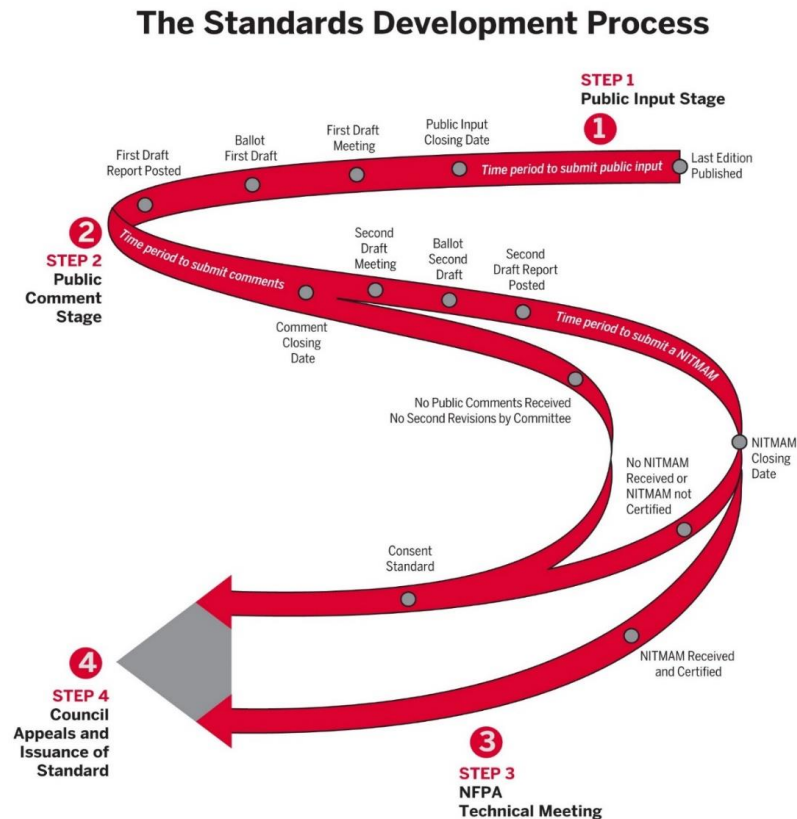 The Standards Development Process
STEP 1
Public Input Stage
1
Public Input
Closing Date
First Draft
Meeting
Ballot
First Draft
First Draft
Report Posted
Time period to submit public input
Last Edition
Published
2
STEP 2
Public
Comment
Stage
Time period to submit comments
Comment
Closing
Date
Second
Draft
Meeting
Ballot
Second
Draft
Second
Draft Report
Posted
Time period to submit a NITMAM
No Public Comments Received
No Second Revisions by Committee
NITMAM
Closing
Date
No NITMAM
Received or
NITMAM not
Certified
Consent
Standard
NITMAM Received
and Certified
3
STEP 3
NFPA
Technical Meeting
4
STEP 4
Council
Appeals and
Issuance of
Standard